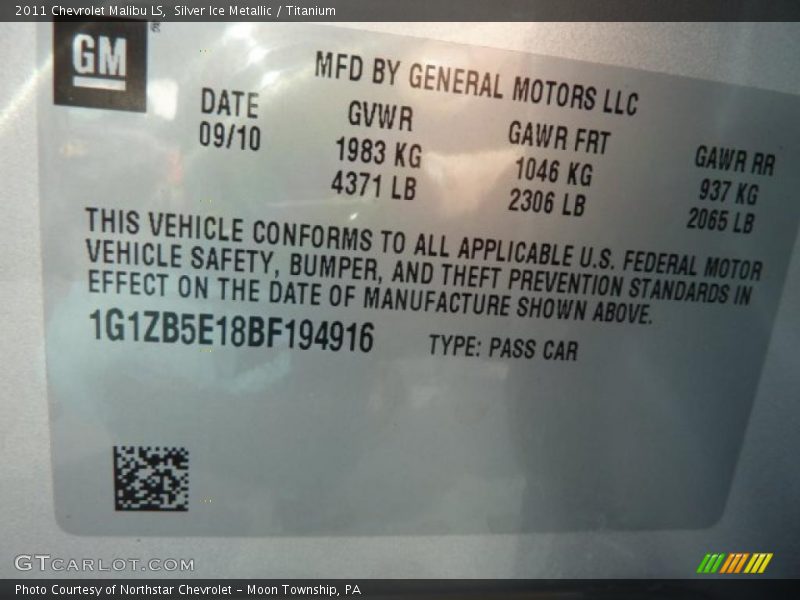 2011 Chevrolet Malibu LS, Silver Ice Metallic / Titanium
GM
MFD BY GENERAL MOTORS LLC
DATE GVWR GAWR FRT GAWR RR
09/10 1983 KG 1046 KG 937 KG
4371 LB 2306 LB 2065 LB
THIS VEHICLE CONFORMS TO ALL APPLICABLE U.S. FEDERAL MOTOR
VEHICLE SAFETY, BUMPER, AND THEFT PREVENTION STANDARDS IN
EFFECT ON THE DATE OF MANUFACTURE SHOWN ABOVE.
1G1ZB5E18BF194916 TYPE: PASS CAR
GTCARLOT.COM
Photo Courtesy of Northstar Chevrolet - Moon Township, PA